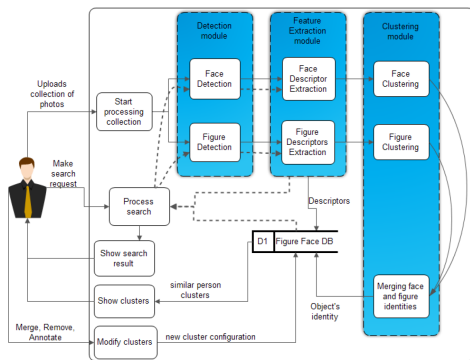 Detection
module
Feature
Extraction
module
Clustering
module
Uploads
collection of
photos
Start
processing
collection
Face
Detection
Face
Descriptor
Extraction
Face
Clustering
Figure
Detection
Figure
Descriptors
Extraction
Figure
Clustering
Make
search
request
Process
search
Descriptors
Show search
result
D1 Figure Face DB
similar person
clusters
Show clusters
Object's
identity
Merging face
and figure
identities
Merge, Remove,
Annotate
Modify clusters
new cluster configuration